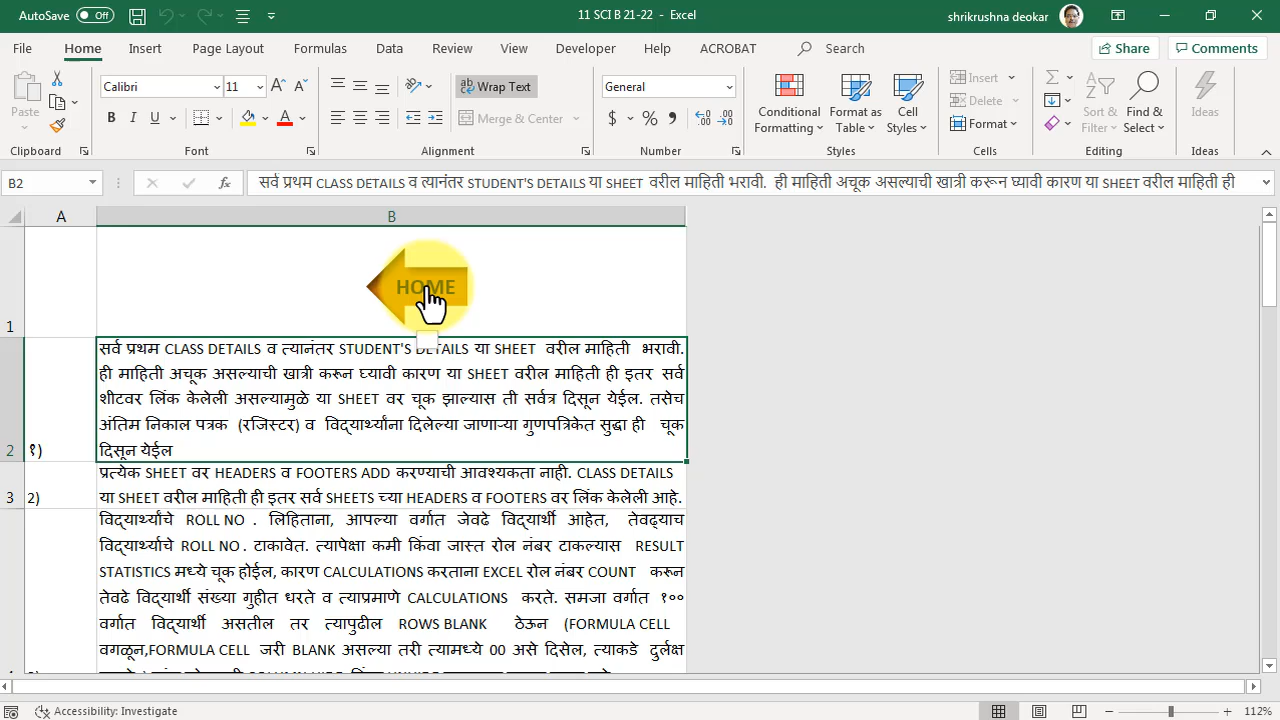 AutoSave Off 11 SCI B 21-22 - Excel shrikrushna deokar
File Home Insert Page Layout Formulas Data Review View Developer Help ACROBAT Search Share Comments
Calibri 11 Wrap Text General Insert
Paste Conditional Format as Cell Delete Sort & Find & Ideas
B I U A Merge & Center $ % Formatting Table Styles Format Filter Select
Clipboard Font Alignment Number Styles Cells Editing Ideas
B2 fx सर्व प्रथम CLASS DETAILS व त्यानंतर STUDENT'S DETAILS या SHEET वरील माहिती भरावी. ही माहिती अचूक असल्याची खात्री करून घ्यावी कारण या SHEET वरील माहिती ही
A B
HOME
1
सर्व प्रथम CLASS DETAILS व त्यानंतर STUDENT'S DETAILS या SHEET वरील माहिती भरावी.
ही माहिती अचूक असल्याची खात्री करून घ्यावी कारण या SHEET वरील माहिती ही इतर सर्व
शीटवर लिंक केलेली असल्यामुळे या SHEET वर चूक झाल्यास ती सर्वत्र दिसून येईल. तसेच
अंतिम निकाल पत्रक (रजिस्टर) व विद्यार्थ्यांना दिलेल्या जाणाऱ्या गुणपत्रिकेत सुद्धा ही चूक
2 १) दिसून येईल
प्रत्येक SHEET वर HEADERS व FOOTERS ADD करण्याची आवश्यकता नाही. CLASS DETAILS
3 2) या SHEET वरील माहिती ही इतर सर्व SHEETS च्या HEADERS व FOOTERS वर लिंक केलेली आहे.
विद्यार्थ्यांचे ROLL NO . लिहिताना, आपल्या वर्गात जेवढे विद्यार्थी आहेत, तेवढ्याच
विद्यार्थ्याचे ROLL NO . टाकावेत. त्यापेक्षा कमी किंवा जास्त रोल नंबर टाकल्यास RESULT
STATISTICS मध्ये चूक होईल, कारण CALCULATIONS करताना EXCEL रोल नंबर COUNT करून
तेवढे विद्यार्थी संख्या गुहीत धरते व त्याप्रमाणे CALCULATIONS करते. समजा वर्गात १००
वर्गात विद्यार्थी असतील तर त्यापुढील ROWS BLANK ठेऊन (FORMULA CELL
वगळून,FORMULA CELL जरी BLANK असल्या तरी त्यामध्ये 00 असे दिसेल, त्याकडे दुर्लक्ष
Accessibility: Investigate 112%